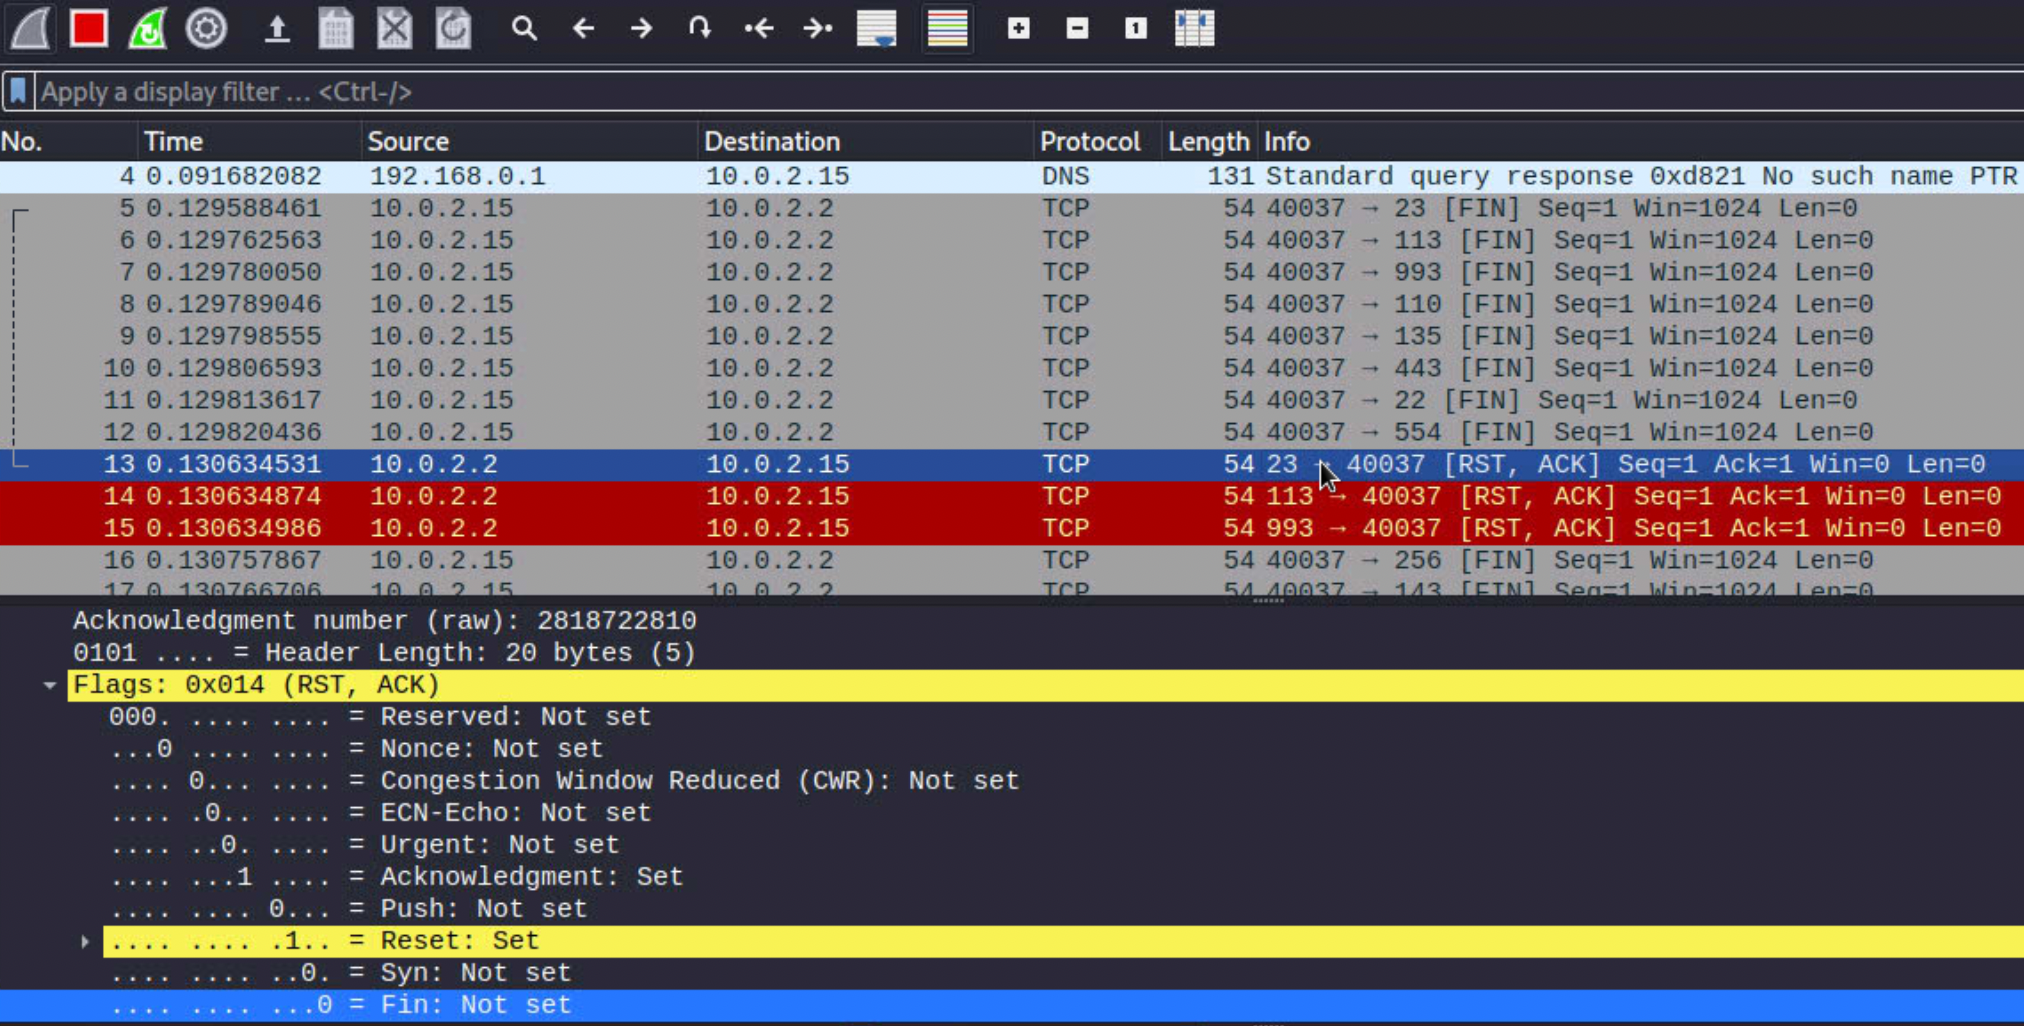 1
Apply a display filter ... <Ctrl-/>
No. Time Source Destination Protocol Length Info
4 0.091682082 192.168.0.1 10.0.2.15 DNS 131 Standard query response 0xd821 No such name PTR
5 0.129588461 10.0.2.15 10.0.2.2 TCP 54 40037 → 23 [FIN] Seq=1 Win=1024 Len=0
6 0.129762563 10.0.2.15 10.0.2.2 TCP 54 40037 → 113 [FIN] Seq=1 Win=1024 Len=0
7 0.129780050 10.0.2.15 10.0.2.2 TCP 54 40037 → 993 [FIN] Seq=1 Win=1024 Len=0
8 0.129789046 10.0.2.15 10.0.2.2 TCP 54 40037 → 110 [FIN] Seq=1 Win=1024 Len=0
9 0.129798555 10.0.2.15 10.0.2.2 TCP 54 40037 → 135 [FIN] Seq=1 Win=1024 Len=0
10 0.129806593 10.0.2.15 10.0.2.2 TCP 54 40037 → 443 [FIN] Seq=1 Win=1024 Len=0
11 0.129813617 10.0.2.15 10.0.2.2 TCP 54 40037 → 22 [FIN] Seq=1 Win=1024 Len=0
12 0.129820436 10.0.2.15 10.0.2.2 TCP 54 40037 → 554 [FIN] Seq=1 Win=1024 Len=0
13 0.130634531 10.0.2.2 10.0.2.15 TCP 54 23 → 40037 [RST, ACK] Seq=1 Ack=1 Win=0 Len=0
14 0.130634874 10.0.2.2 10.0.2.15 TCP 54 113 → 40037 [RST, ACK] Seq=1 Ack=1 Win=0 Len=0
15 0.130634986 10.0.2.2 10.0.2.15 TCP 54 993 → 40037 [RST, ACK] Seq=1 Ack=1 Win=0 Len=0
16 0.130757867 10.0.2.15 10.0.2.2 TCP 54 40037 → 256 [FIN] Seq=1 Win=1024 Len=0
17 0.130766706 10.0.2.15 10.0.2.2 TCP 54 40037 → 143 [FIN] Seq=1 Win=1024 Len=0
Acknowledgment number (raw): 2818722810
0101 .... = Header Length: 20 bytes (5)
Flags: 0x014 (RST, ACK)
000. .... .... = Reserved: Not set
...0 .... .... = Nonce: Not set
.... 0... .... = Congestion Window Reduced (CWR): Not set
.... .0.. .... = ECN-Echo: Not set
.... ..0. .... = Urgent: Not set
.... ...1 .... = Acknowledgment: Set
.... .... 0... = Push: Not set
.... .... .1.. = Reset: Set
.... .... ..0. = Syn: Not set
.... .... ...0 = Fin: Not set